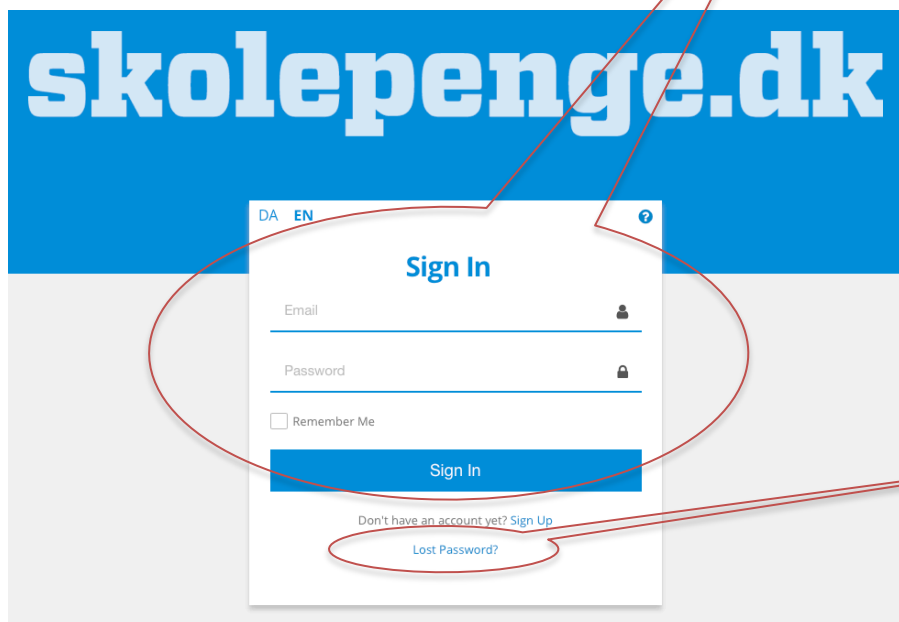 skolepenge.dk
DA EN
Sign In
Email
Password
Remember Me
Sign In
Don't have an account yet? Sign Up
Lost Password?